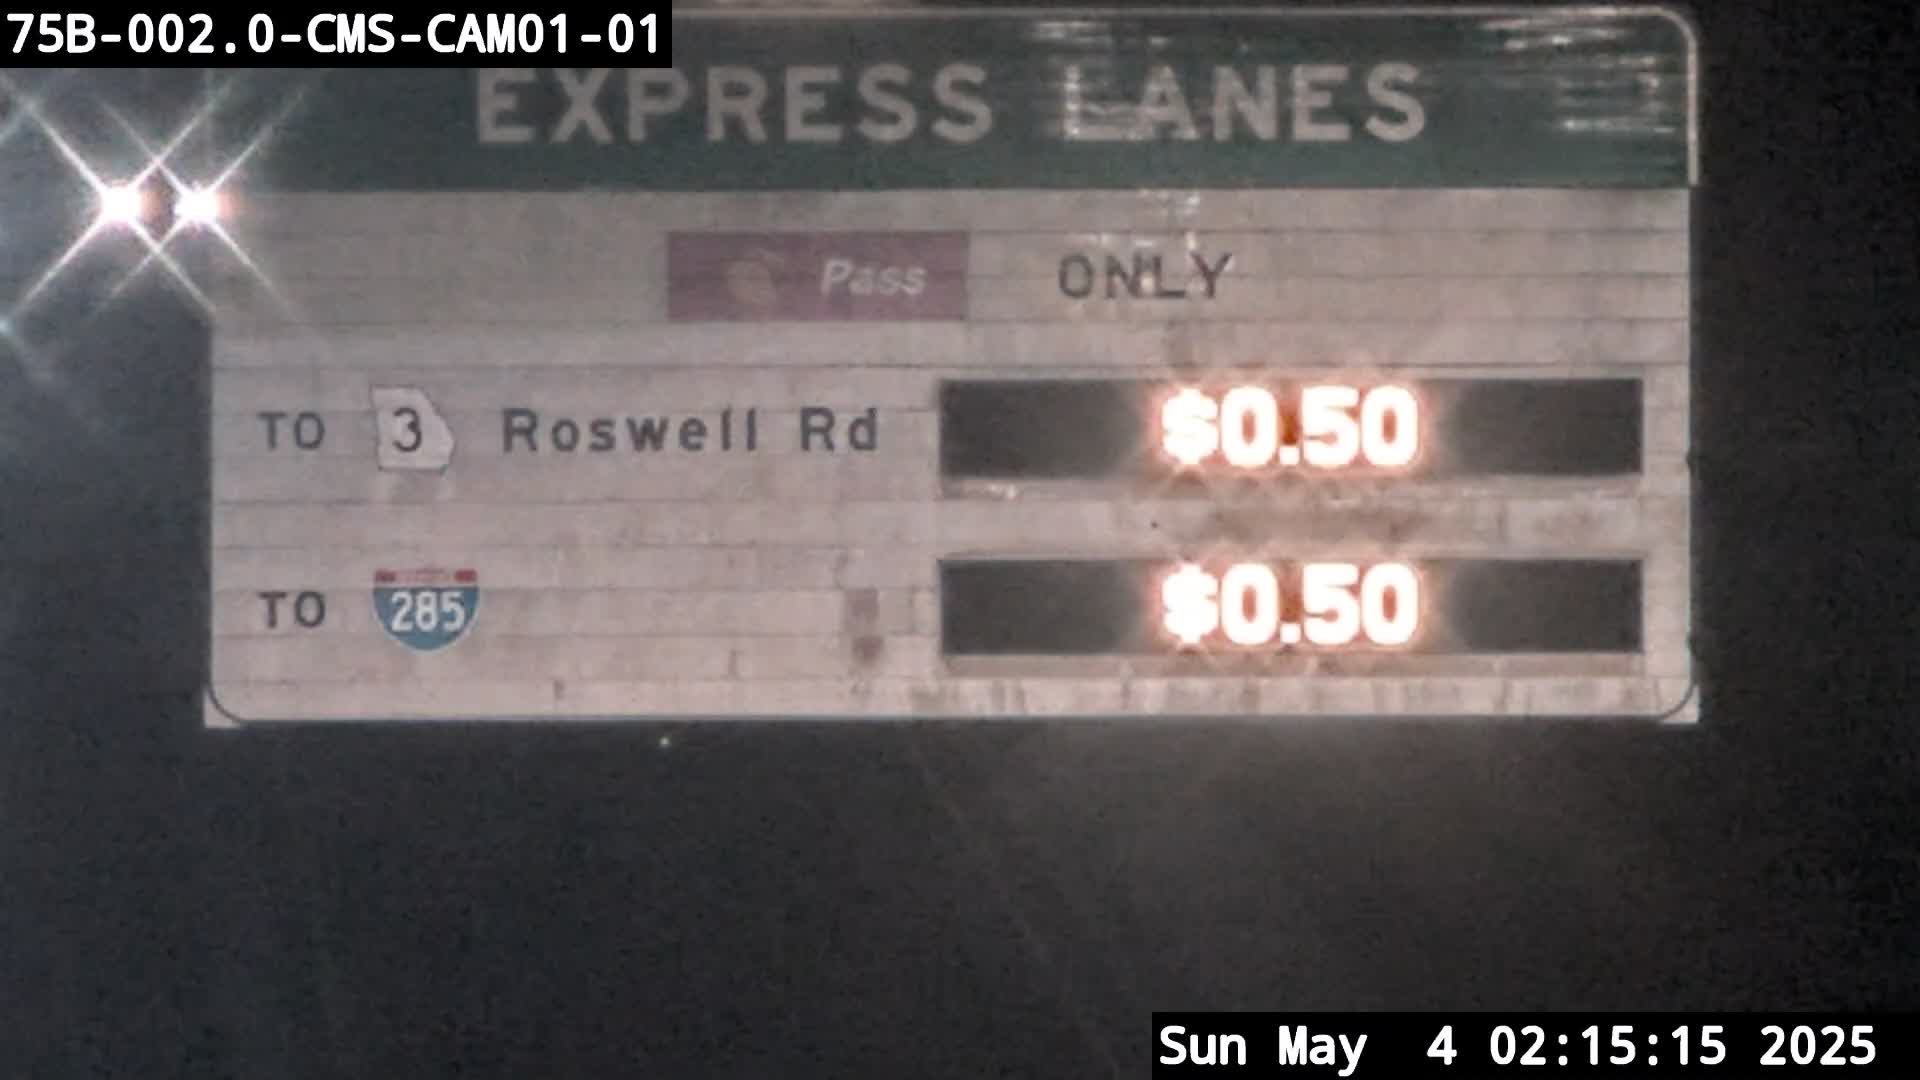 75B-002.0-CMS-CAM01-01
EXPRESS LANES
Pass ONLY
TO 3 Roswell Rd $0.50
TO 285 $0.50
Sun May 4 02:15:15 2025